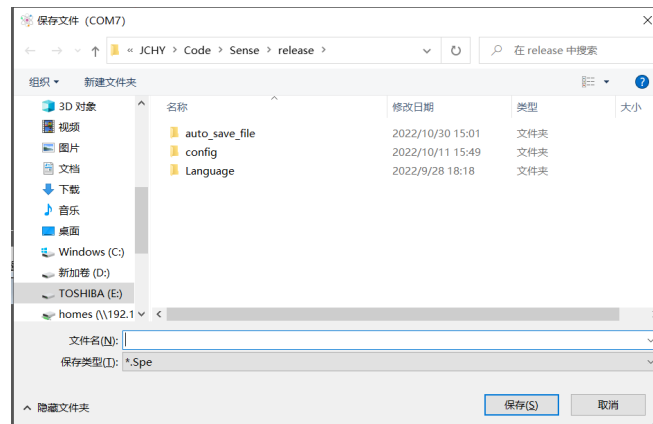 保存文件 (COM7)
« JCHY › Code › Sense › release ›
在 release 中搜索
组织 新建文件夹
3D 对象
视频
图片
文档
下载
音乐
桌面
Windows (C:)
新加卷 (D:)
TOSHIBA (E:)
homes (\\192.1
名称 修改日期 类型 大小
auto_save_file 2022/10/30 15:01 文件夹
config 2022/10/11 15:49 文件夹
Language 2022/9/28 18:18 文件夹
文件名(N):
保存类型(T): *.Spe
隐藏文件夹
保存(S) 取消